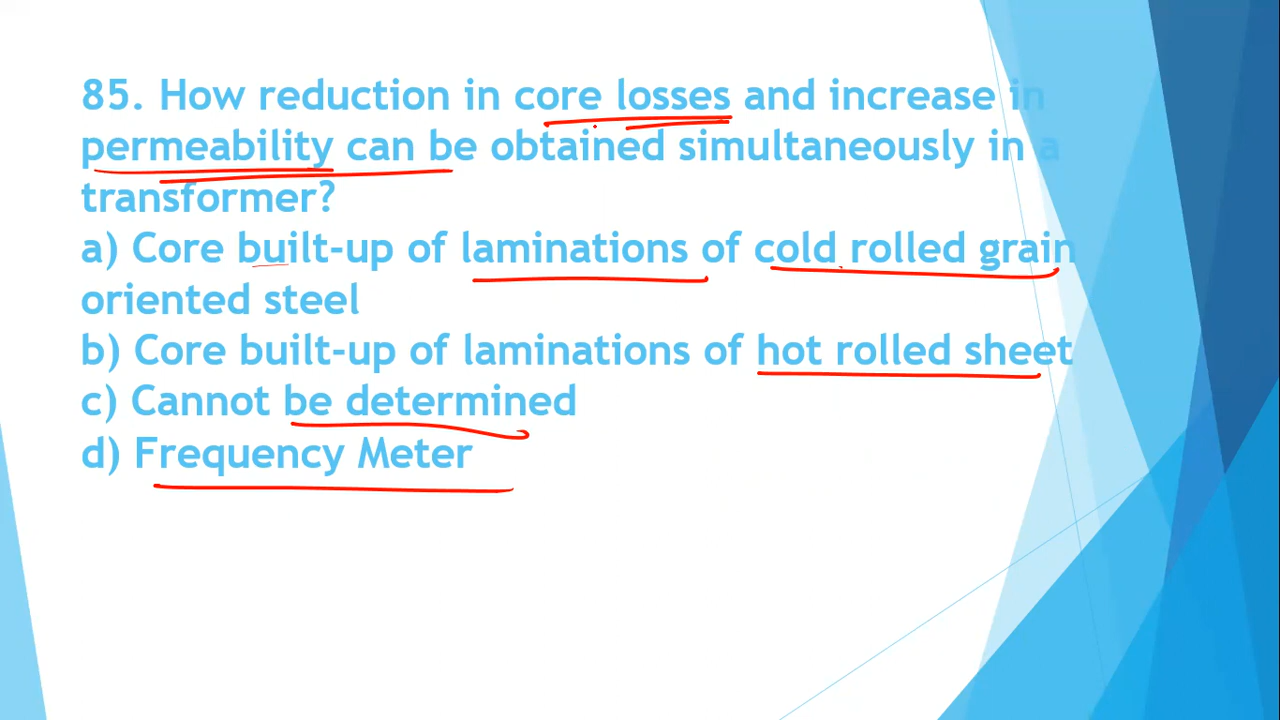 85. How reduction in core losses and increase in
permeability can be obtained simultaneously in a
transformer?
a) Core built-up of laminations of cold rolled grain
oriented steel
b) Core built-up of laminations of hot rolled sheet
c) Cannot be determined
d) Frequency Meter